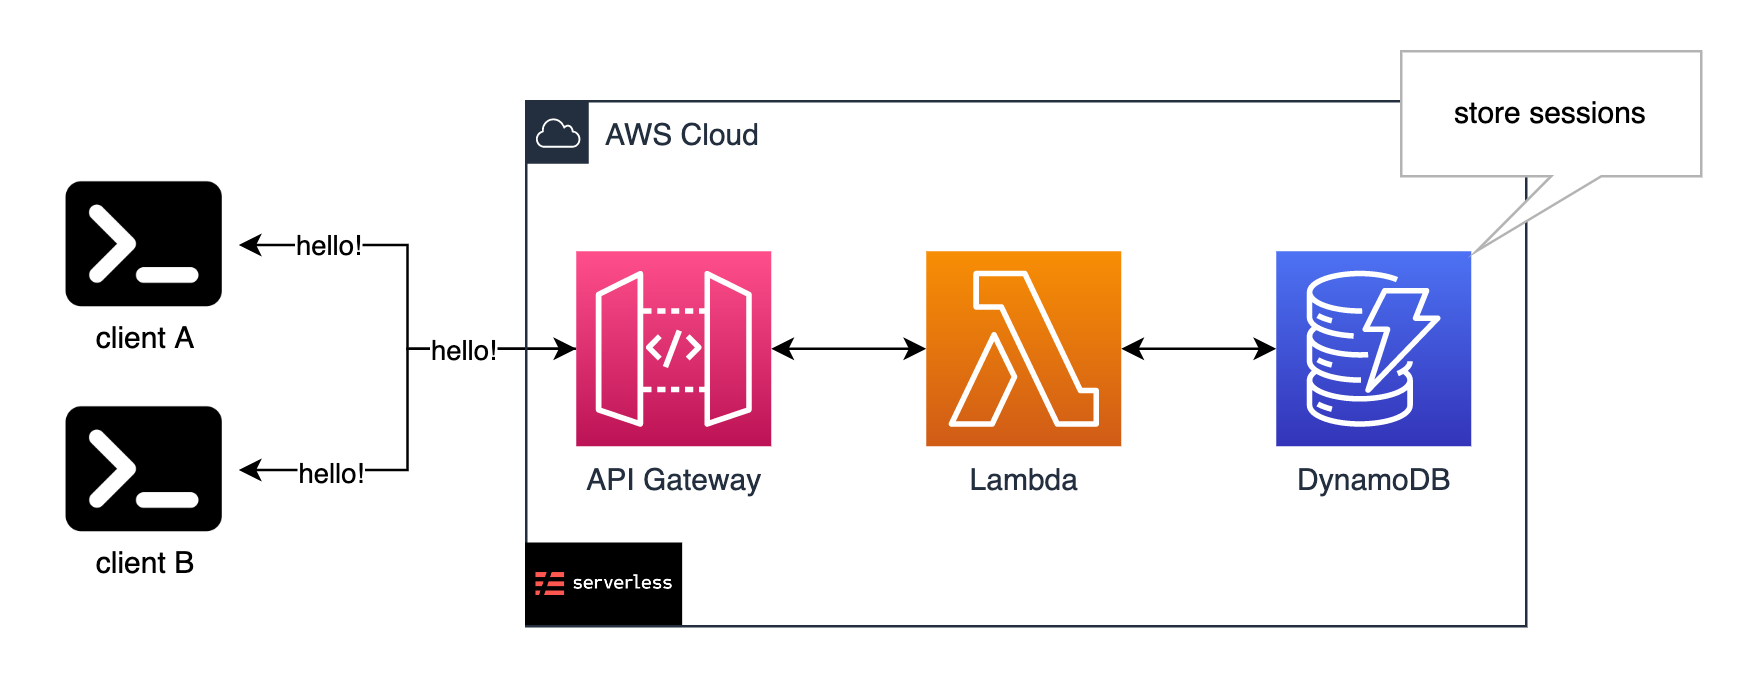 store sessions
AWS Cloud
hello!
client A
hello!
</>
hello!
client B
API Gateway
Lambda
DynamoDB
serverless